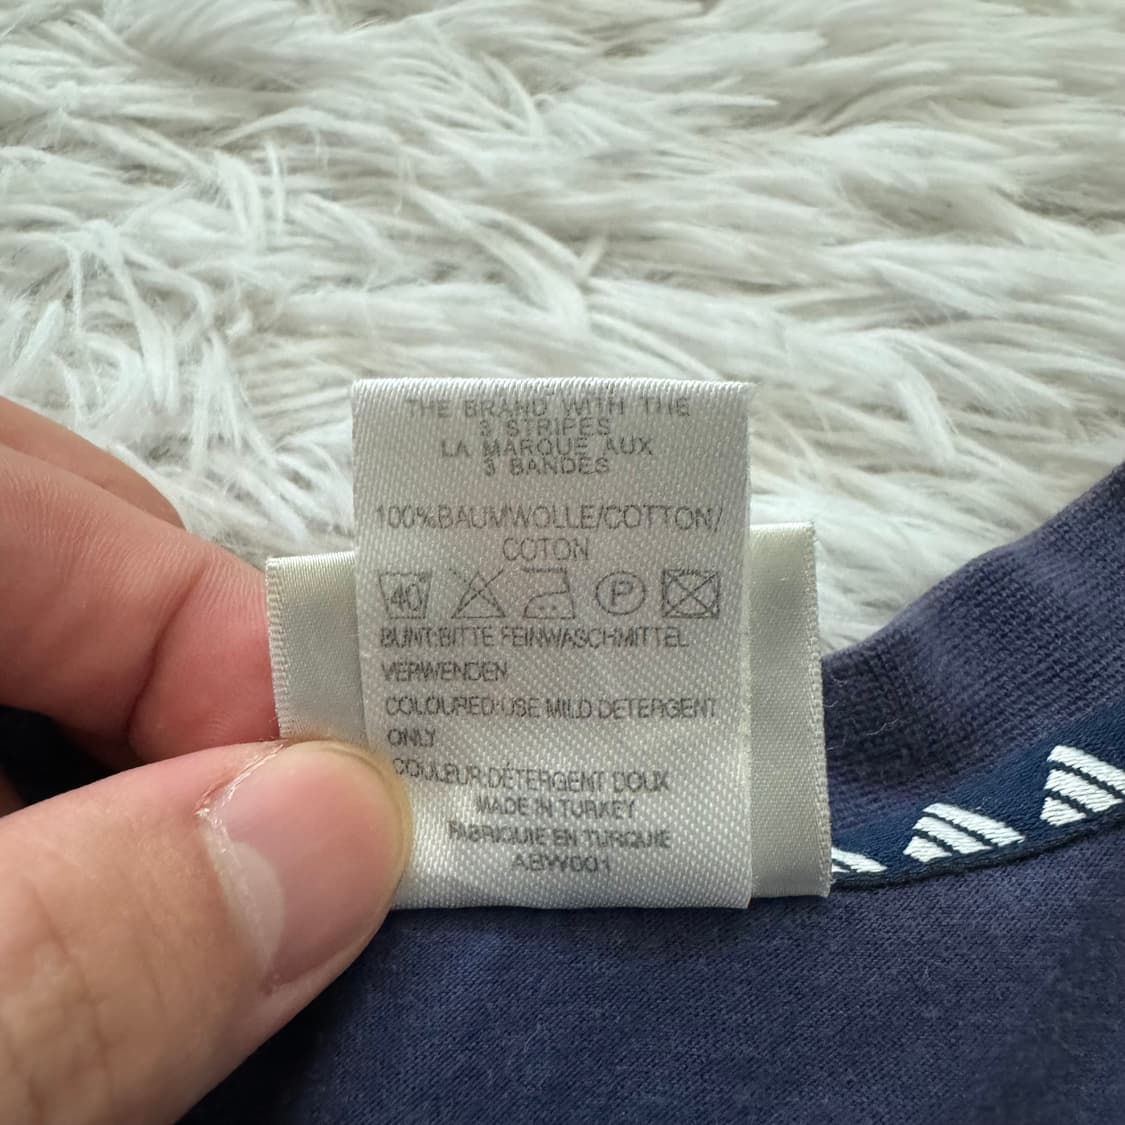 THE BRAND WITH THE
3 STRIPES
LA MARQUE AUX
3 BANDES
100%BAUMWOLLE/COTTON/
COTON
40 P
BUNT:BITTE FEINWASCHMITTEL
VERWENDEN
COLOURED:USE MILD DETERGENT
ONLY
COULEUR:DÉTERGENT DOUX
MADE IN TURKEY
FABRIQUIE EN TURQUIE
ABW001